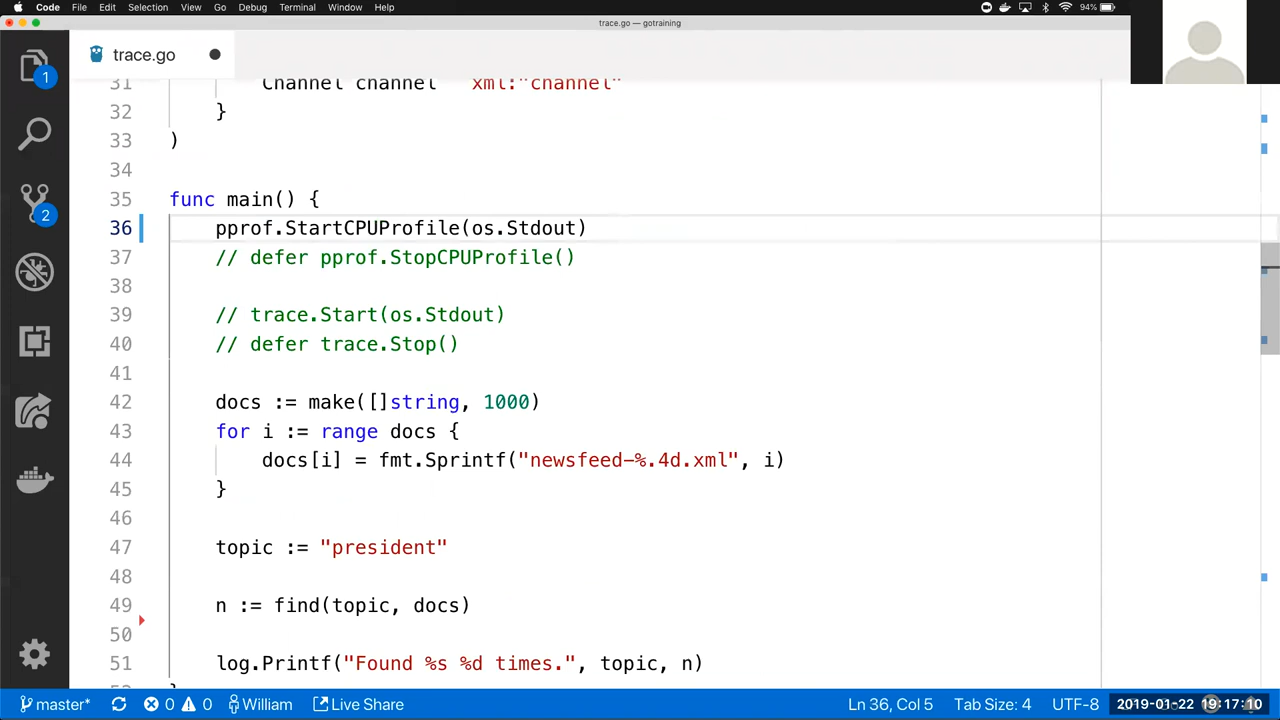 Code File Edit Selection View Go Debug Terminal Window Help 94%
trace.go — gotraining
1 trace.go
31 Channel channel `xml:"channel"`
32 }
33 )
34
35 func main() {
36 pprof.StartCPUProfile(os.Stdout)
37 // defer pprof.StopCPUProfile()
38
39 // trace.Start(os.Stdout)
40 // defer trace.Stop()
41
42 docs := make([]string, 1000)
43 for i := range docs {
44 docs[i] = fmt.Sprintf("newsfeed-%.4d.xml", i)
45 }
46
47 topic := "president"
48
49 n := find(topic, docs)
50
51 log.Printf("Found %s %d times.", topic, n)
2
master* 0 0 William Live Share Ln 36, Col 5 Tab Size: 4 UTF-8 2019-01-22 19:17:10